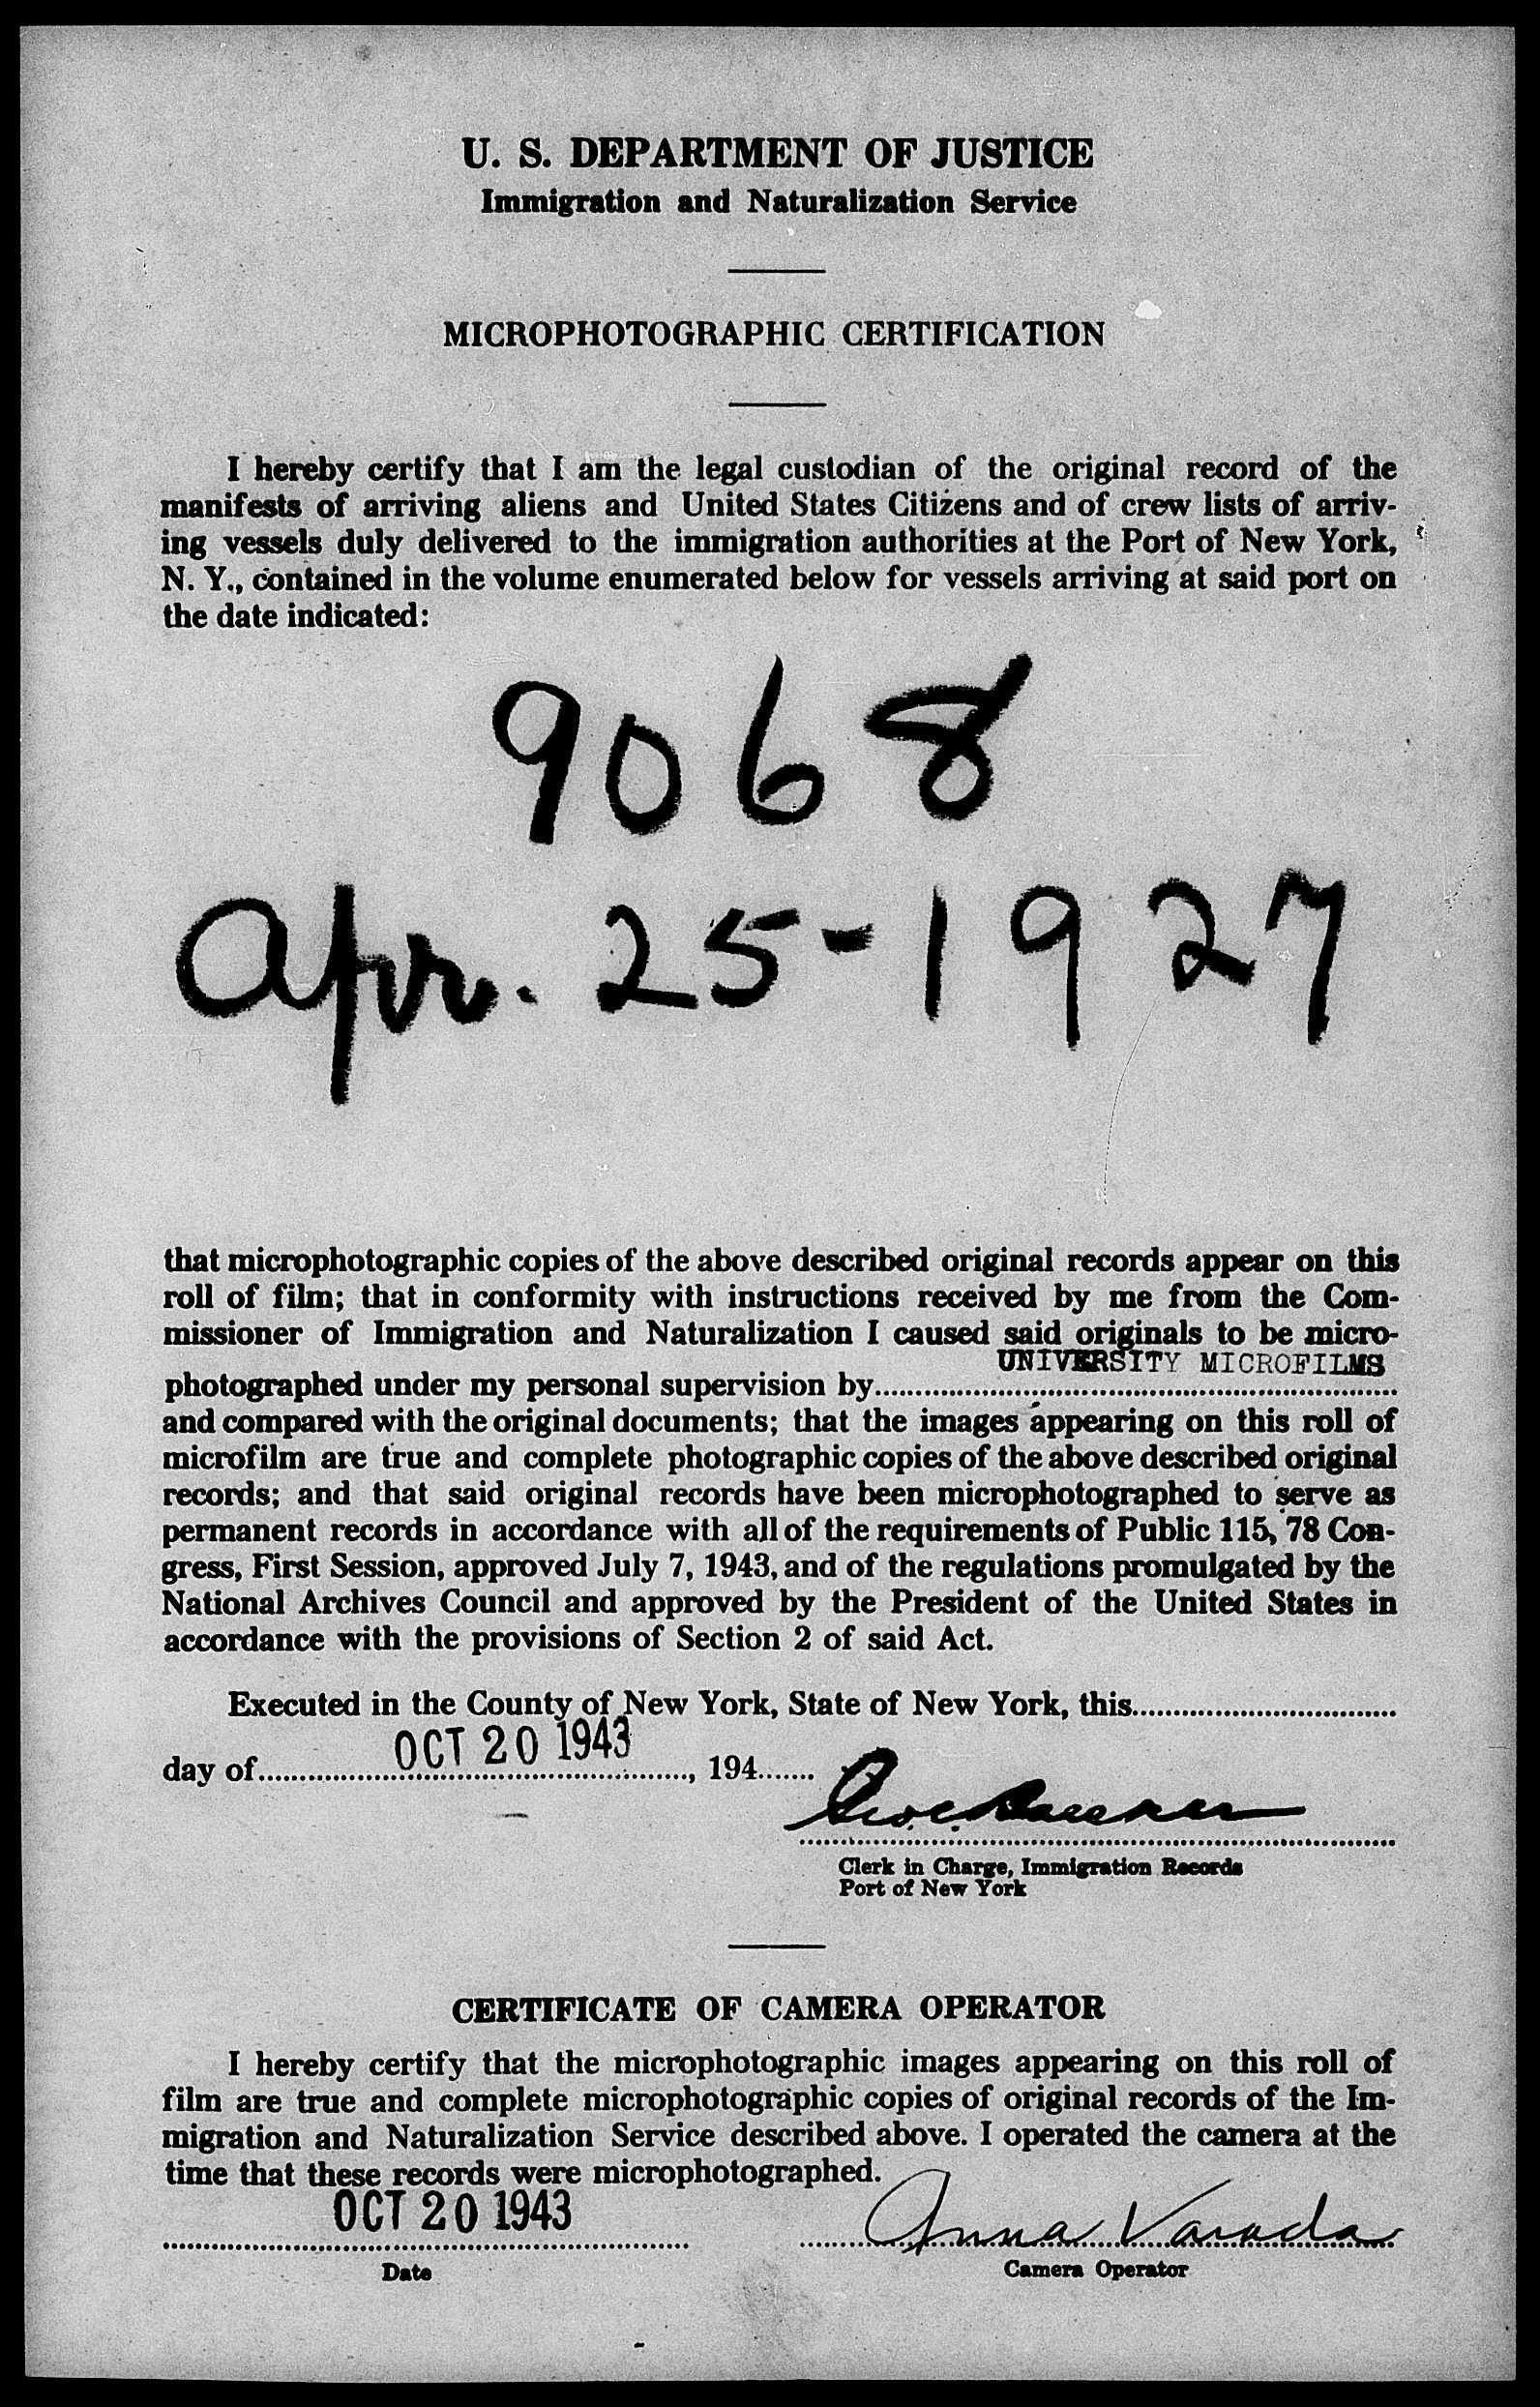 U. S. DEPARTMENT OF JUSTICE
Immigration and Naturalization Service
MICROPHOTOGRAPHIC CERTIFICATION
I hereby certify that I am the legal custodian of the original record of the
manifests of arriving aliens and United States Citizens and of crew lists of arriv-
ing vessels duly delivered to the immigration authorities at the Port of New York,
N. Y., contained in the volume enumerated below for vessels arriving at said port on
the date indicated:
9068
Apr. 25-1927
that microphotographic copies of the above described original records appear on this
roll of film; that in conformity with instructions received by me from the Com-
missioner of Immigration and Naturalization I caused said originals to be micro-
UNIVERSITY MICROFILMS
photographed under my personal supervision by
and compared with the original documents; that the images appearing on this roll of
microfilm are true and complete photographic copies of the above described original
records; and that said original records have been microphotographed to serve as
permanent records in accordance with all of the requirements of Public 115, 78 Con-
gress, First Session, approved July 7, 1943, and of the regulations promulgated by the
National Archives Council and approved by the President of the United States in
accordance with the provisions of Section 2 of said Act.
Executed in the County of New York, State of New York, this
OCT 20 1943
day of , 194
Clerk in Charge, Immigration Records
Port of New York
CERTIFICATE OF CAMERA OPERATOR
I hereby certify that the microphotographic images appearing on this roll of
film are true and complete microphotographic copies of original records of the Im-
migration and Naturalization Service described above. I operated the camera at the
time that these records were microphotographed.
OCT 20 1943 Anna Varada
Date Camera Operator